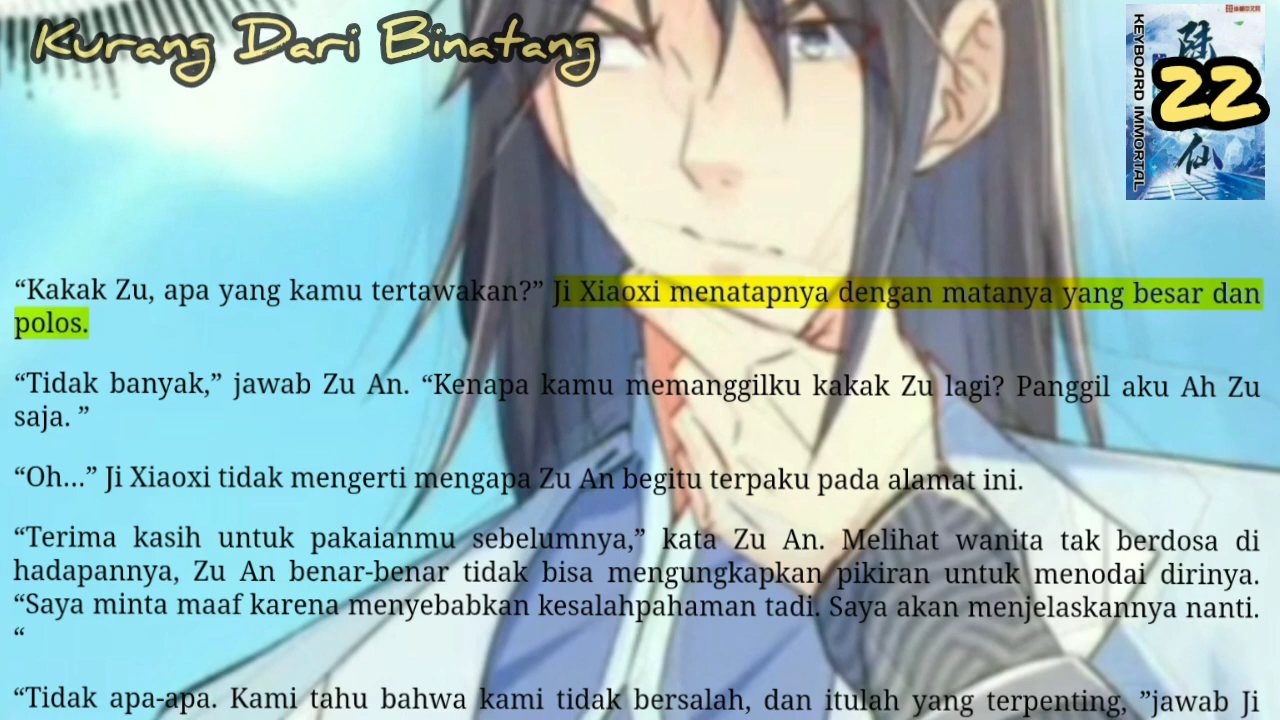 Kurang Dari Binatang
KEYBOARD IMMORTAL
22
仙
“Kakak Zu, apa yang kamu tertawakan?” Ji Xiaoxi menatapnya dengan matanya yang besar dan
polos.
“Tidak banyak,” jawab Zu An. “Kenapa kamu memanggilku kakak Zu lagi? Panggil aku Ah Zu
saja. ”
“Oh…” Ji Xiaoxi tidak mengerti mengapa Zu An begitu terpaku pada alamat ini.
“Terima kasih untuk pakaianmu sebelumnya,” kata Zu An. Melihat wanita tak berdosa di
hadapannya, Zu An benar-benar tidak bisa mengungkapkan pikiran untuk menodai dirinya.
“Saya minta maaf karena menyebabkan kesalahpahaman tadi. Saya akan menjelaskannya nanti.
“
“Tidak apa-apa. Kami tahu bahwa kami tidak bersalah, dan itulah yang terpenting, ”jawab Ji